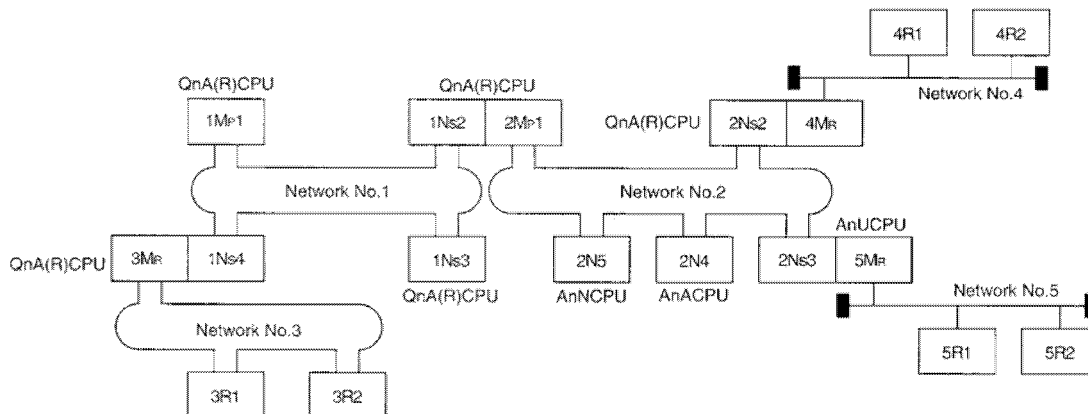 4R1
4R2
Network No.4
QnA(R)CPU
1MP1
QnA(R)CPU
1NS2
2MP1
QnA(R)CPU
2NS2
4MR
Network No.1
Network No.2
QnA(R)CPU
3MR
1NS4
1NS3
QnA(R)CPU
2N5
AnNCPU
2N4
AnACPU
AnUCPU
2NS3
5MR
Network No.5
Network No.3
5R1
5R2
3R1
3R2